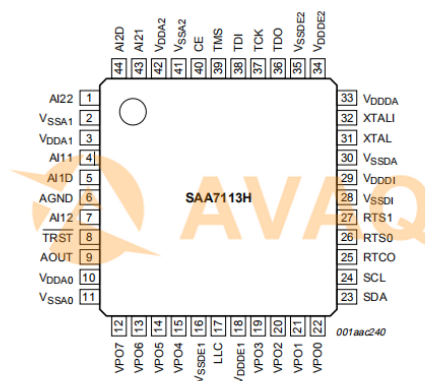 44 AI2D
43 AI21
42 VDDA2
41 VSSA2
40 CE
39 TMS
38 TDI
37 TCK
36 TDO
35 VSSDE2
34 VDDDE2
AI22 1
VSSA1 2
VDDA1 3
AI11 4
AI1D 5
AGND 6
AI12 7
TRST 8
AOUT 9
VDDA0 10
VSSA0 11
SAA7113H
AVAQ
33 VDDDA
32 XTALI
31 XTAL
30 VSSDA
29 VDDDI
28 VSSDI
27 RTS1
26 RTS0
25 RTCO
24 SCL
23 SDA
001aac240
VPO7 12
VPO6 13
VPO5 14
VPO4 15
VSSDE1 16
LLC 17
VDDDE1 18
VPO3 19
VPO2 20
VPO1 21
VPO0 22